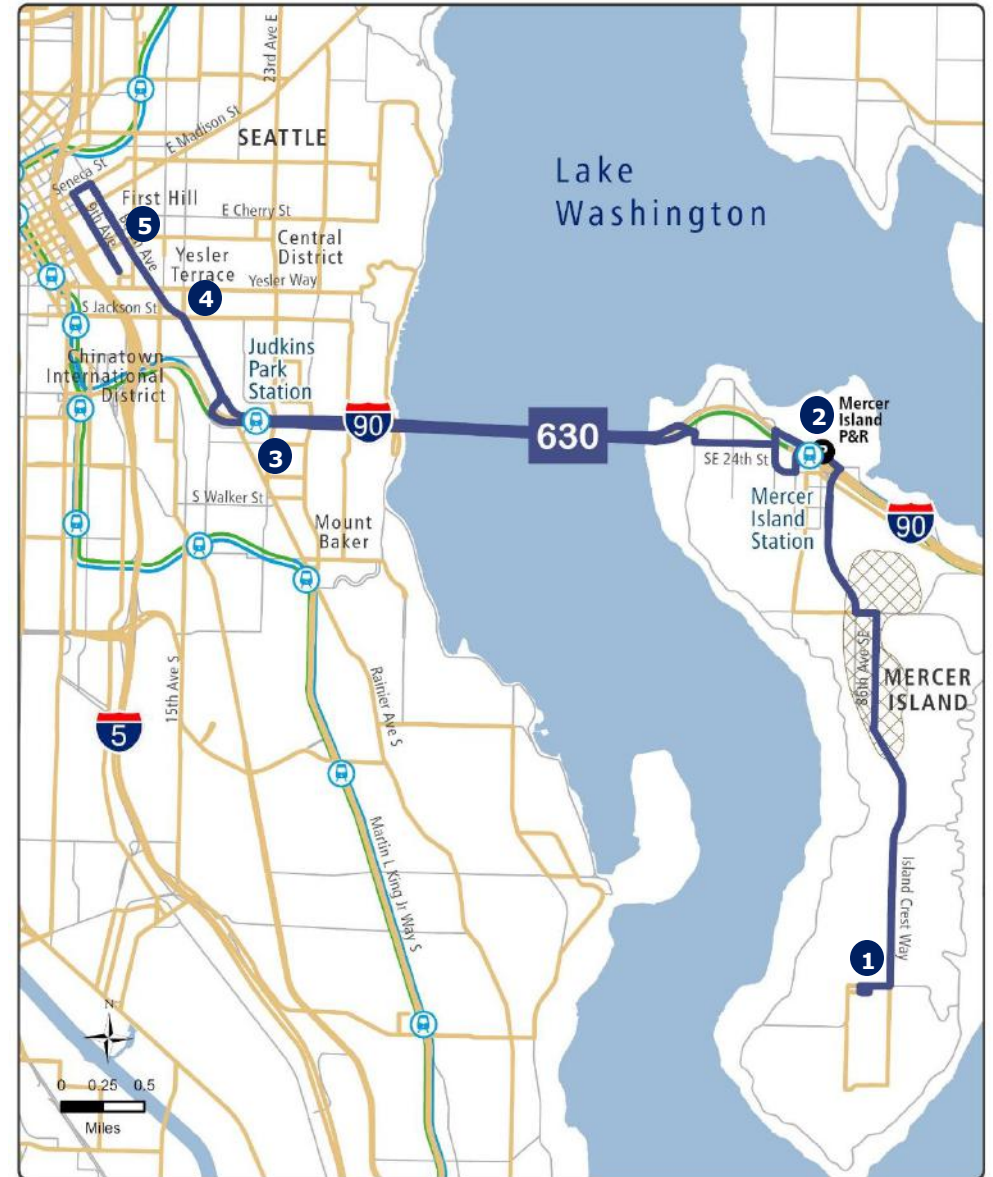 23rd Ave E
E Madison St
SEATTLE
Seneca St
First Hill
9th Ave
5
E Cherry St
Central
District
Yesler
Terrace
Yesler Way
4
S Jackson St
Chinatown
International
District
Judkins
Park
Station
90
3
S Walker St
Mount
Baker
Lake
Washington
630
2
Mercer
Island
P&R
SE 24th St
Mercer
Island
Station
90
86th Ave SE
MERCER
ISLAND
15th Ave S
Rainier Ave S
5
Martin L King Jr Way S
Island Crest Way
1
N
0 0.25 0.5
Miles